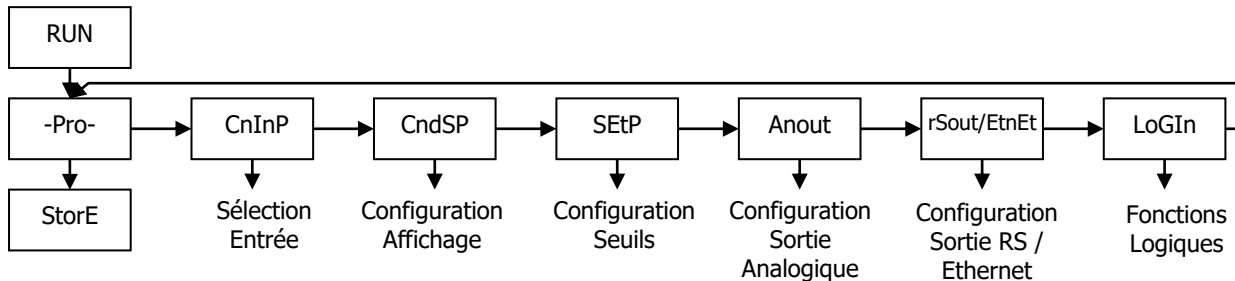 RUN
-Pro-
CnInP
CndSP
SEtP
Anout
rSout/EtnEt
LoGIn
StorE
Sélection
Entrée
Configuration
Affichage
Configuration
Seuils
Configuration
Sortie
Analogique
Configuration
Sortie RS /
Ethernet
Fonctions
Logiques